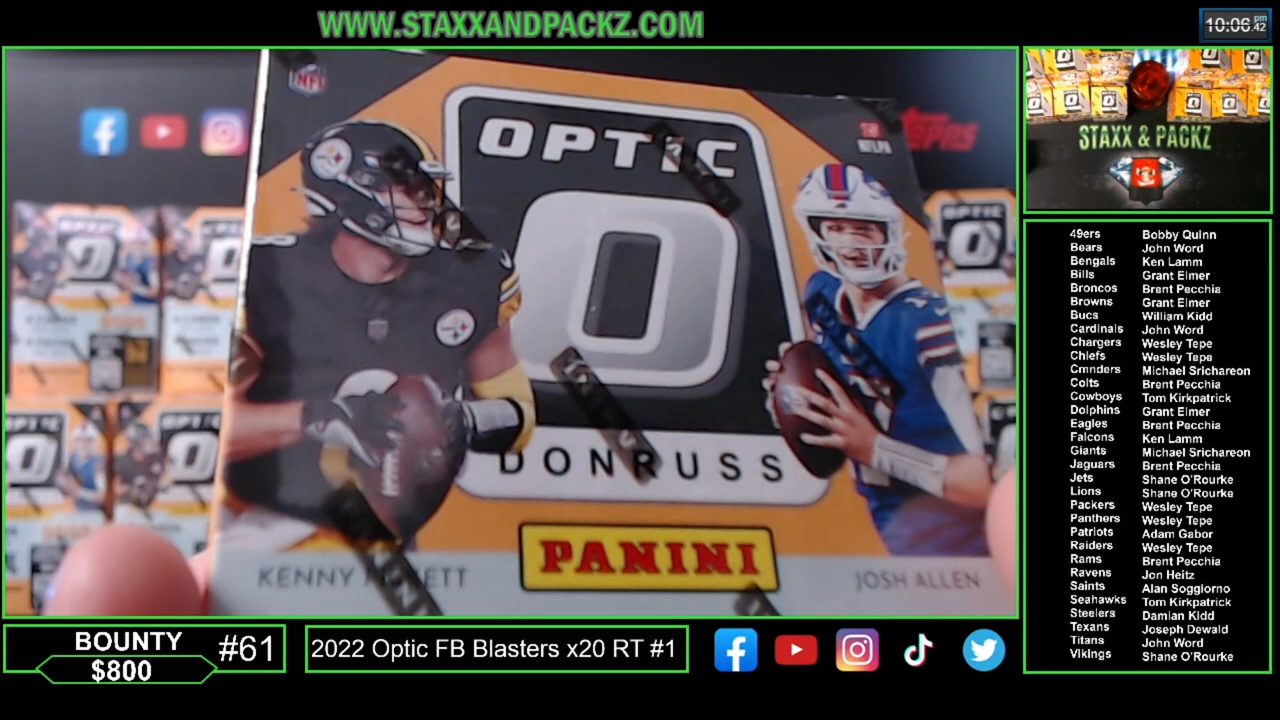 WWW.STAXXANDPACKZ.COM
10:06 pm .42
NFL
OPTIC
NFLPA
TOPPS
DONRUSS
PANINI
JOSH ALLEN
KENNY
STAXX & PACKZ
49ers Bobby Quinn
Bears John Word
Bengals Ken Lamm
Bills Grant Elmer
Broncos Brent Pecchia
Browns Grant Elmer
Bucs William Kidd
Cardinals John Word
Chargers Wesley Tepe
Chiefs Wesley Tepe
Cmnders Michael Srichareon
Colts Brent Pecchia
Cowboys Tom Kirkpatrick
Dolphins Grant Elmer
Eagles Brent Pecchia
Falcons Ken Lamm
Giants Michael Srichareon
Jaguars Brent Pecchia
Jets Shane O'Rourke
Lions Shane O'Rourke
Packers Wesley Tepe
Panthers Wesley Tepe
Patriots Adam Gabor
Raiders Wesley Tepe
Rams Brent Pecchia
Ravens Jon Heitz
Saints Alan Soggiorno
Seahawks Tom Kirkpatrick
Steelers Damian Kidd
Texans Joseph Dewald
Titans John Word
Vikings Shane O'Rourke
BOUNTY #61
$800
2022 Optic FB Blasters x20 RT #1